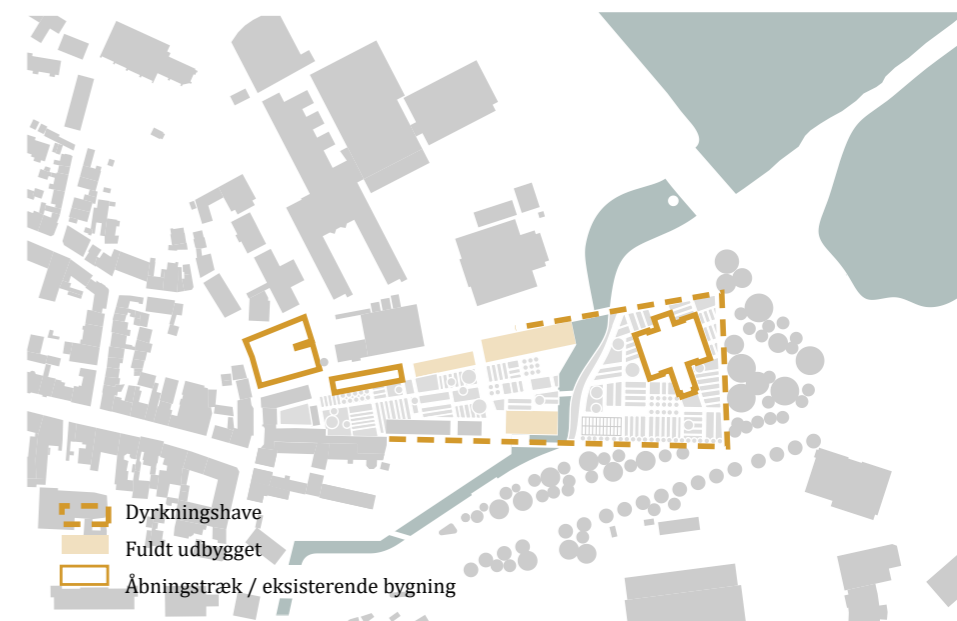 Dyrkningshave
Fuldt udbygget
Åbningstræk / eksisterende bygning